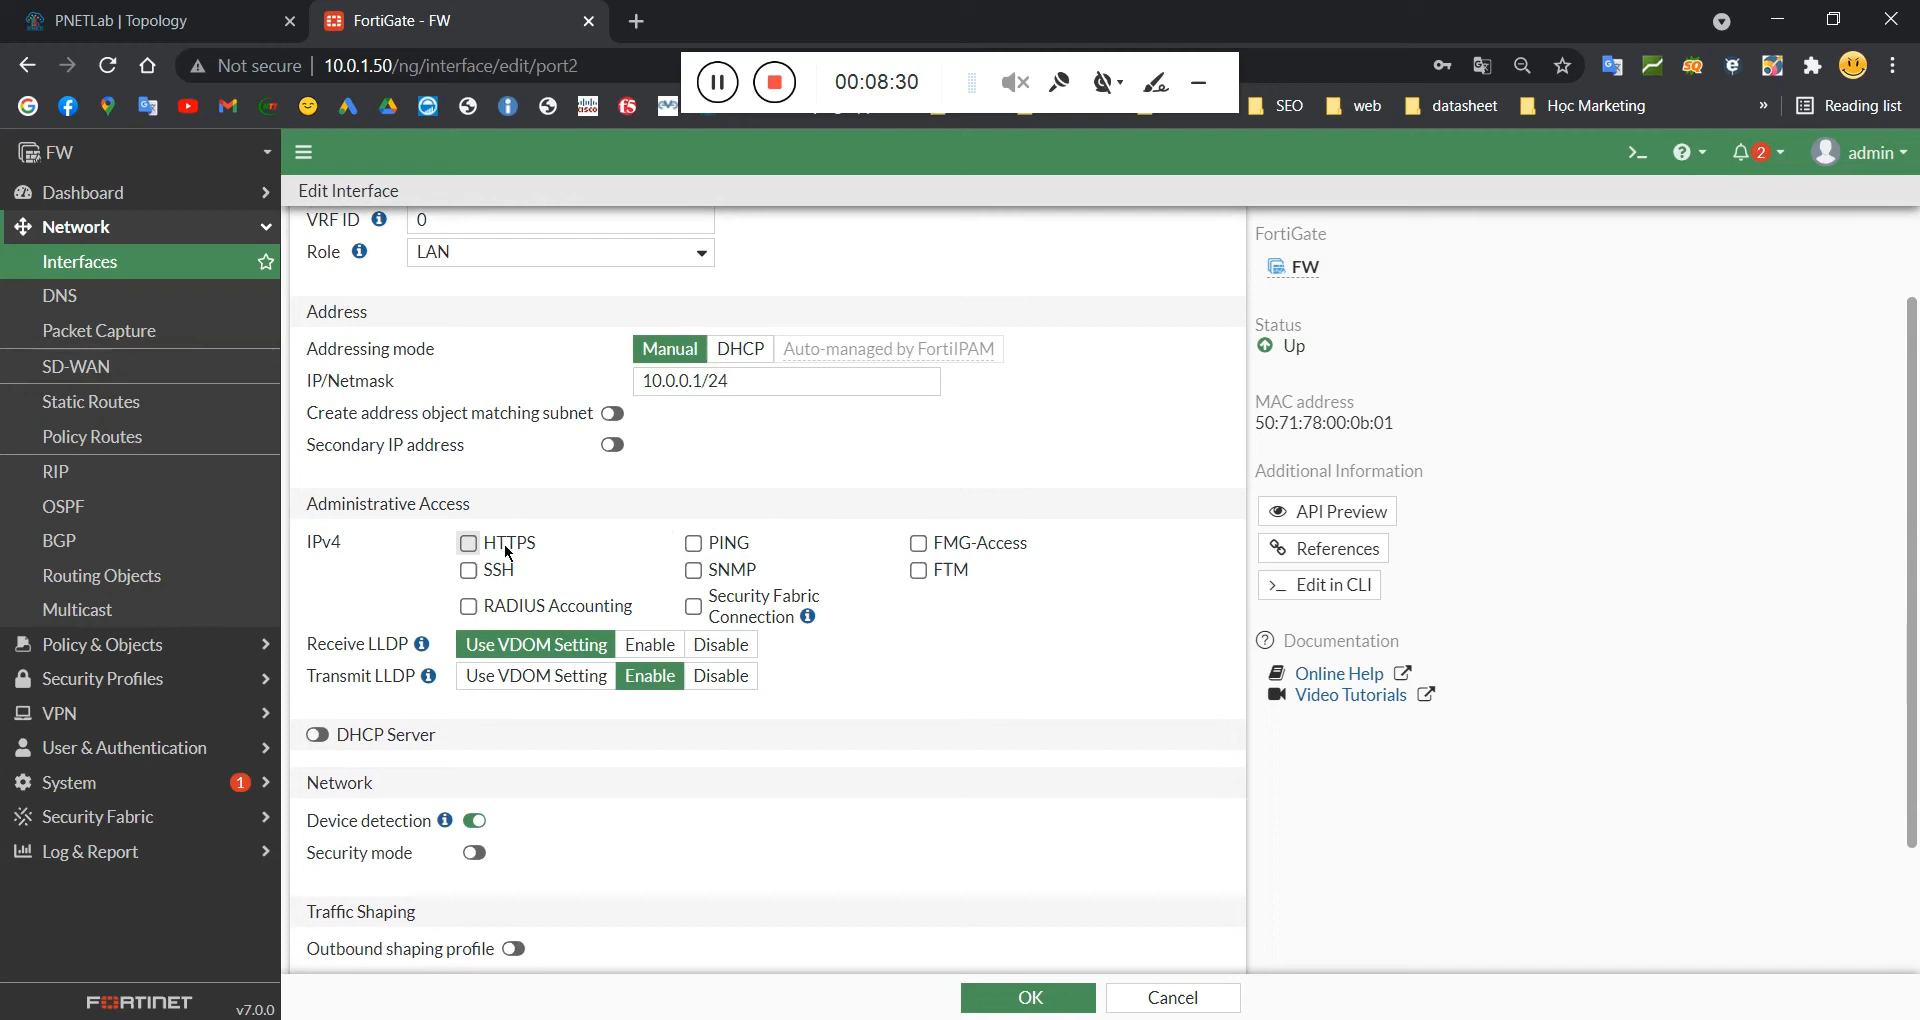 PNETLab | Topology
FortiGate - FW
Not secure | 10.0.1.50/ng/interface/edit/port2
00:08:30
SEO
web
datasheet
Học Marketing
»
Reading list
FW
2
admin
Edit Interface
Dashboard
Network
Interfaces
DNS
Packet Capture
SD-WAN
Static Routes
Policy Routes
RIP
OSPF
BGP
Routing Objects
Multicast
Policy & Objects
Security Profiles
VPN
User & Authentication
System 1
Security Fabric
Log & Report
FORTINET
v7.0.0
VRF ID 0
Role LAN
Address
Addressing mode Manual DHCP Auto-managed by FortiIPAM
IP/Netmask 10.0.0.1/24
Create address object matching subnet
Secondary IP address
Administrative Access
IPv4 HTTPS PING FMG-Access
SSH SNMP FTM
RADIUS Accounting Security Fabric
Connection
Receive LLDP Use VDOM Setting Enable Disable
Transmit LLDP Use VDOM Setting Enable Disable
DHCP Server
Network
Device detection
Security mode
Traffic Shaping
Outbound shaping profile
OK Cancel
FortiGate
FW
Status
Up
MAC address
50:71:78:00:0b:01
Additional Information
API Preview
References
>_ Edit in CLI
Documentation
Online Help
Video Tutorials